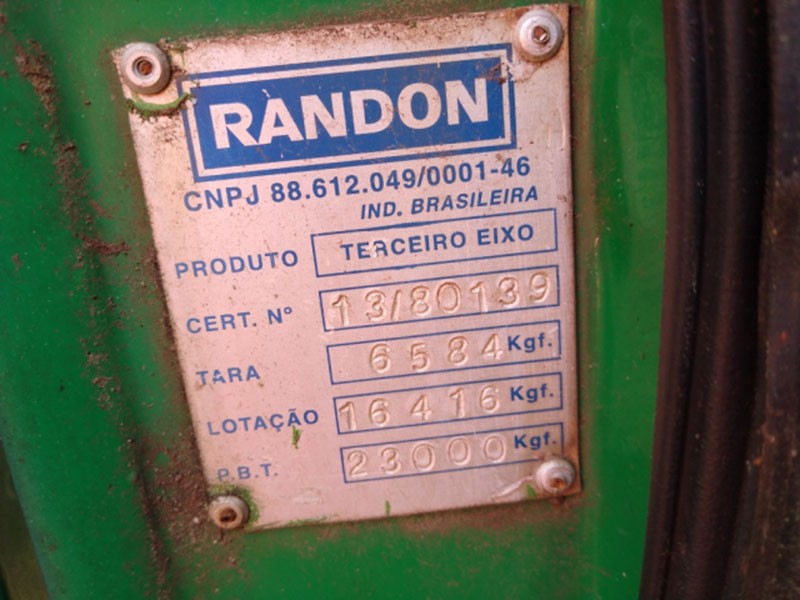 RANDON
CNPJ 88.612.049/0001-46
IND. BRASILEIRA
PRODUTO TERCEIRO EIXO
CERT. Nº 13/80139
TARA 6584 Kgf.
LOTAÇÃO 16416 Kgf.
P.B.T. 23000 Kgf.